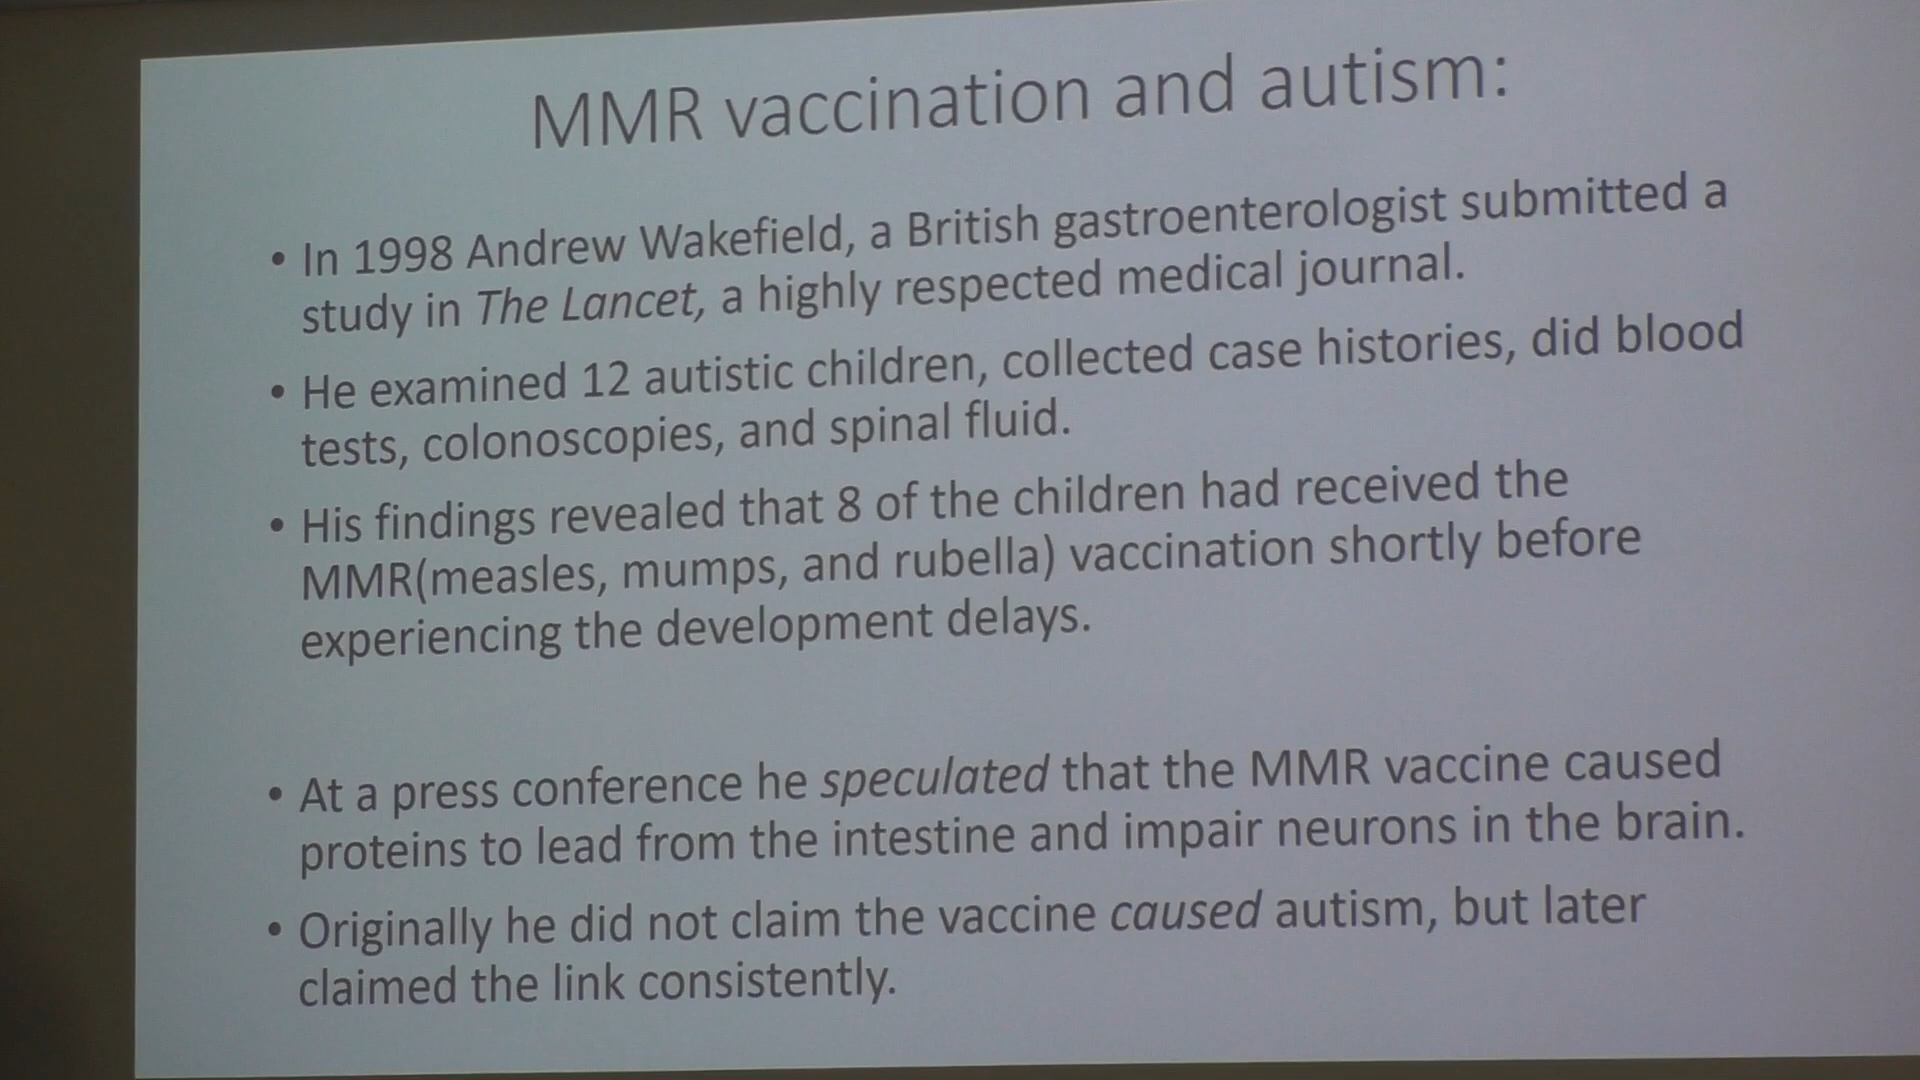 MMR vaccination and autism:
• In 1998 Andrew Wakefield, a British gastroenterologist submitted a
study in The Lancet, a highly respected medical journal.
• He examined 12 autistic children, collected case histories, did blood
tests, colonoscopies, and spinal fluid.
• His findings revealed that 8 of the children had received the
MMR(measles, mumps, and rubella) vaccination shortly before
experiencing the development delays.
• At a press conference he speculated that the MMR vaccine caused
proteins to lead from the intestine and impair neurons in the brain.
• Originally he did not claim the vaccine caused autism, but later
claimed the link consistently.